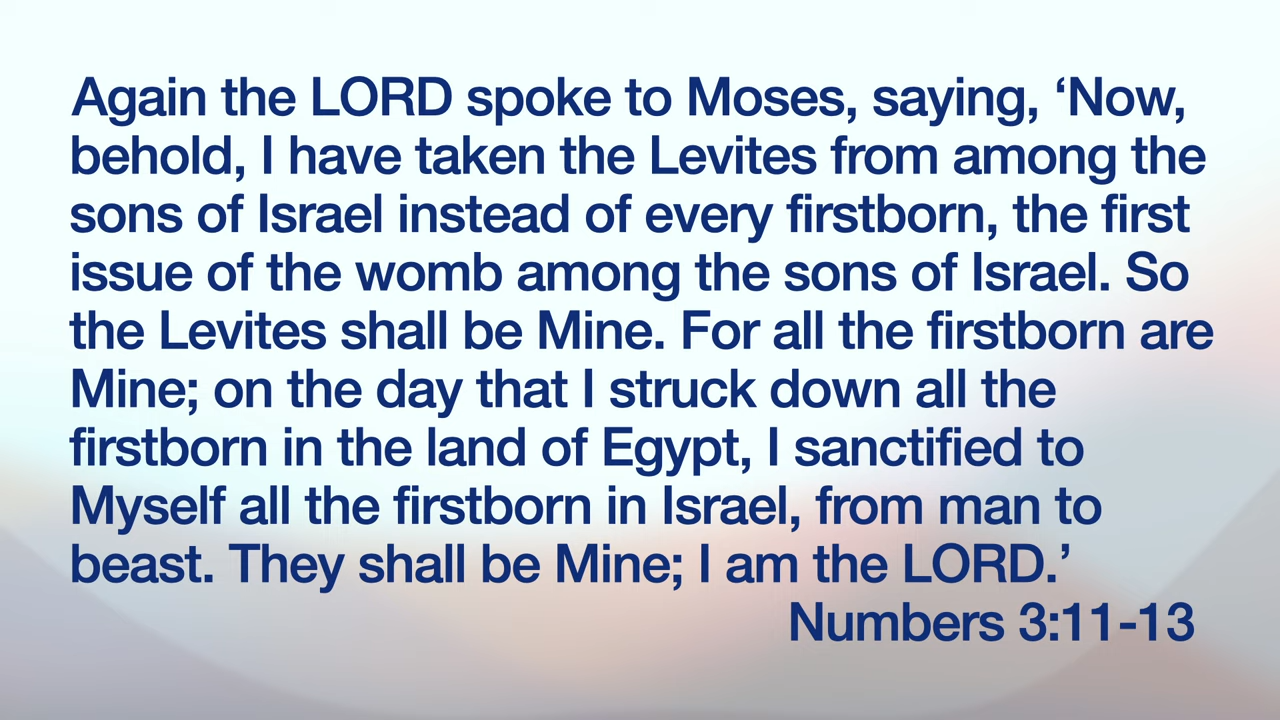 Again the LORD spoke to Moses, saying, ‘Now,
behold, I have taken the Levites from among the
sons of Israel instead of every firstborn, the first
issue of the womb among the sons of Israel. So
the Levites shall be Mine. For all the firstborn are
Mine; on the day that I struck down all the
firstborn in the land of Egypt, I sanctified to
Myself all the firstborn in Israel, from man to
beast. They shall be Mine; I am the LORD.’
Numbers 3:11-13